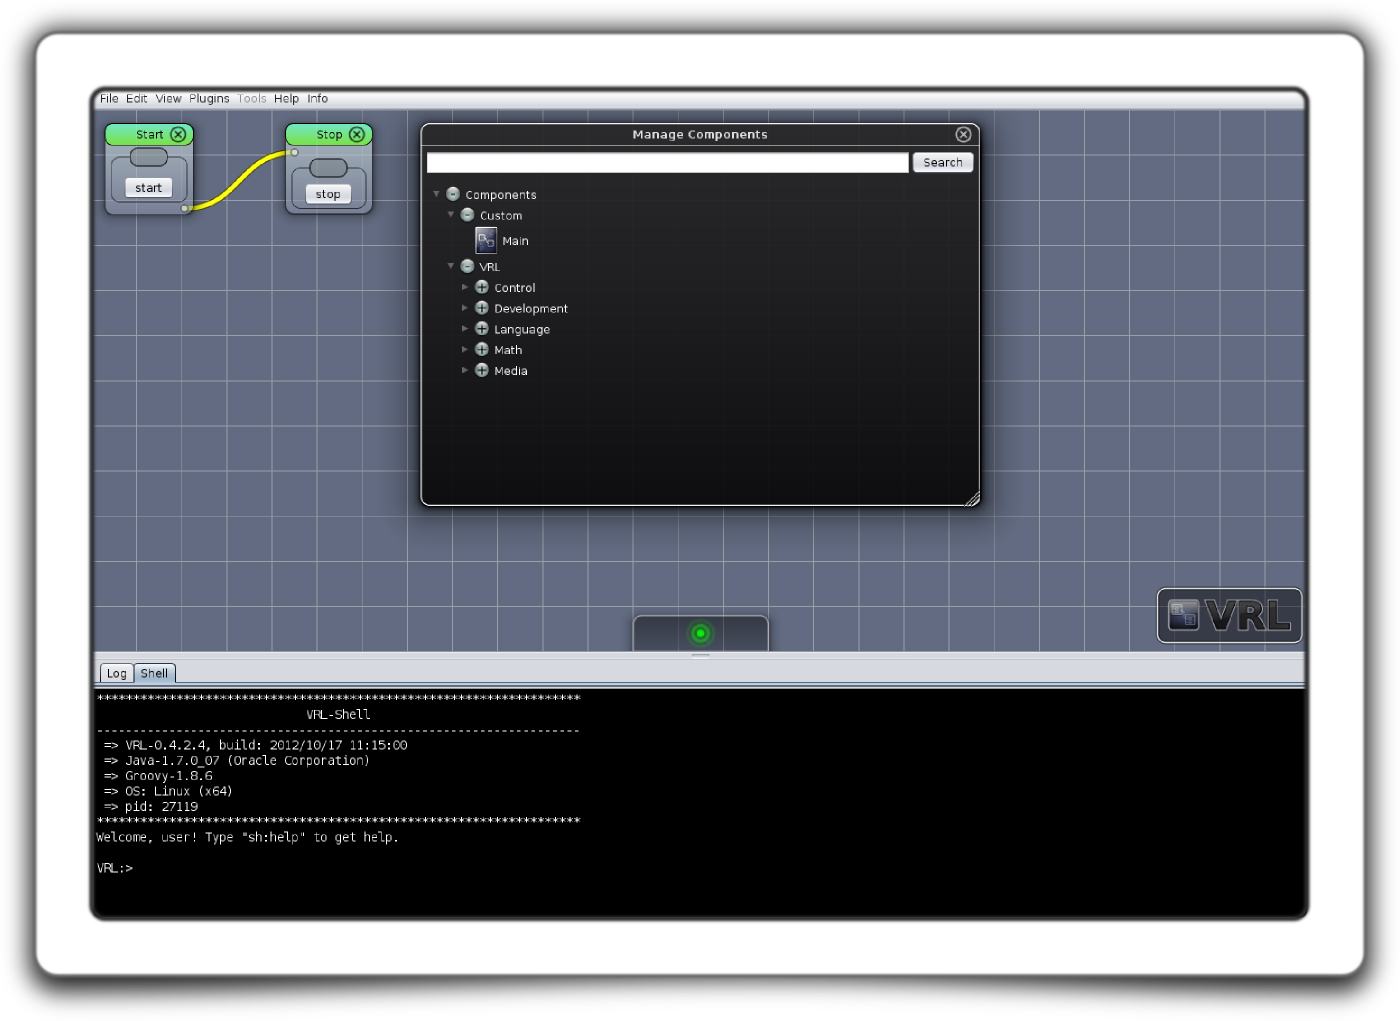 File Edit View Plugins Tools Help Info
Start
start
Stop
stop
Manage Components
Search
Components
Custom
Main
VRL
Control
Development
Language
Math
Media
VRL
Log Shell
********************************************************************
VRL-Shell
--------------------------------------------------------------------
=> VRL-0.4.2.4, build: 2012/10/17 11:15:00
=> Java-1.7.0_07 (Oracle Corporation)
=> Groovy-1.8.6
=> OS: Linux (x64)
=> pid: 27119
********************************************************************
Welcome, user! Type "sh:help" to get help.
VRL:>